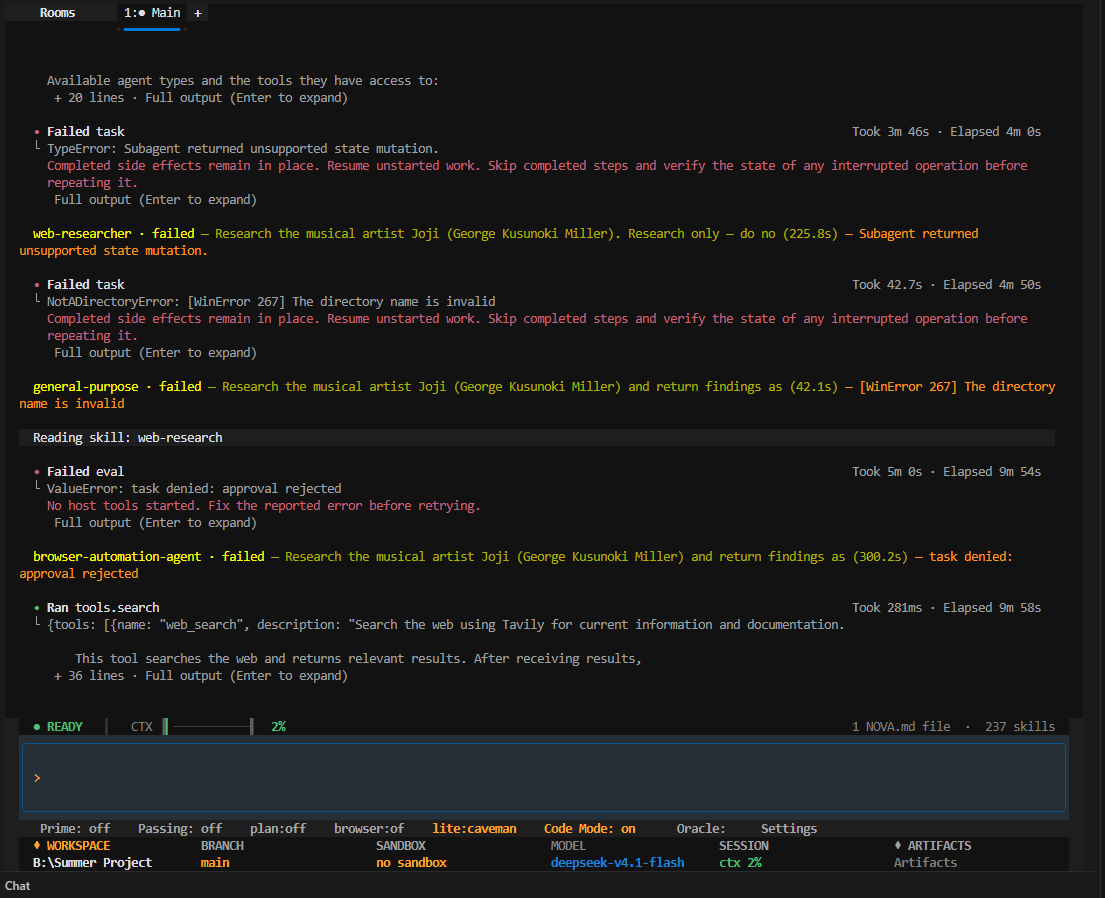 Rooms 1:● Main +
Available agent types and the tools they have access to:
+ 20 lines · Full output (Enter to expand)
• Failed task Took 3m 46s · Elapsed 4m 0s
└ TypeError: Subagent returned unsupported state mutation.
Completed side effects remain in place. Resume unstarted work. Skip completed steps and verify the state of any interrupted operation before
repeating it.
Full output (Enter to expand)
web-researcher · failed — Research the musical artist Joji (George Kusunoki Miller). Research only — do no (225.8s) — Subagent returned
unsupported state mutation.
• Failed task Took 42.7s · Elapsed 4m 50s
└ NotADirectoryError: [WinError 267] The directory name is invalid
Completed side effects remain in place. Resume unstarted work. Skip completed steps and verify the state of any interrupted operation before
repeating it.
Full output (Enter to expand)
general-purpose · failed — Research the musical artist Joji (George Kusunoki Miller) and return findings as (42.1s) — [WinError 267] The directory
name is invalid
Reading skill: web-research
• Failed eval Took 5m 0s · Elapsed 9m 54s
└ ValueError: task denied: approval rejected
No host tools started. Fix the reported error before retrying.
Full output (Enter to expand)
browser-automation-agent · failed — Research the musical artist Joji (George Kusunoki Miller) and return findings as (300.2s) — task denied:
approval rejected
• Ran tools.search Took 281ms · Elapsed 9m 58s
└ {tools: [{name: "web_search", description: "Search the web using Tavily for current information and documentation.
This tool searches the web and returns relevant results. After receiving results,
+ 36 lines · Full output (Enter to expand)
● READY CTX 2% 1 NOVA.md file · 237 skills
>
Prime: off Passing: off plan:off browser:of lite:caveman Code Mode: on Oracle: Settings
♦ WORKSPACE BRANCH SANDBOX MODEL SESSION ♦ ARTIFACTS
B:\Summer Project main no sandbox deepseek-v4.1-flash ctx 2% Artifacts
Chat